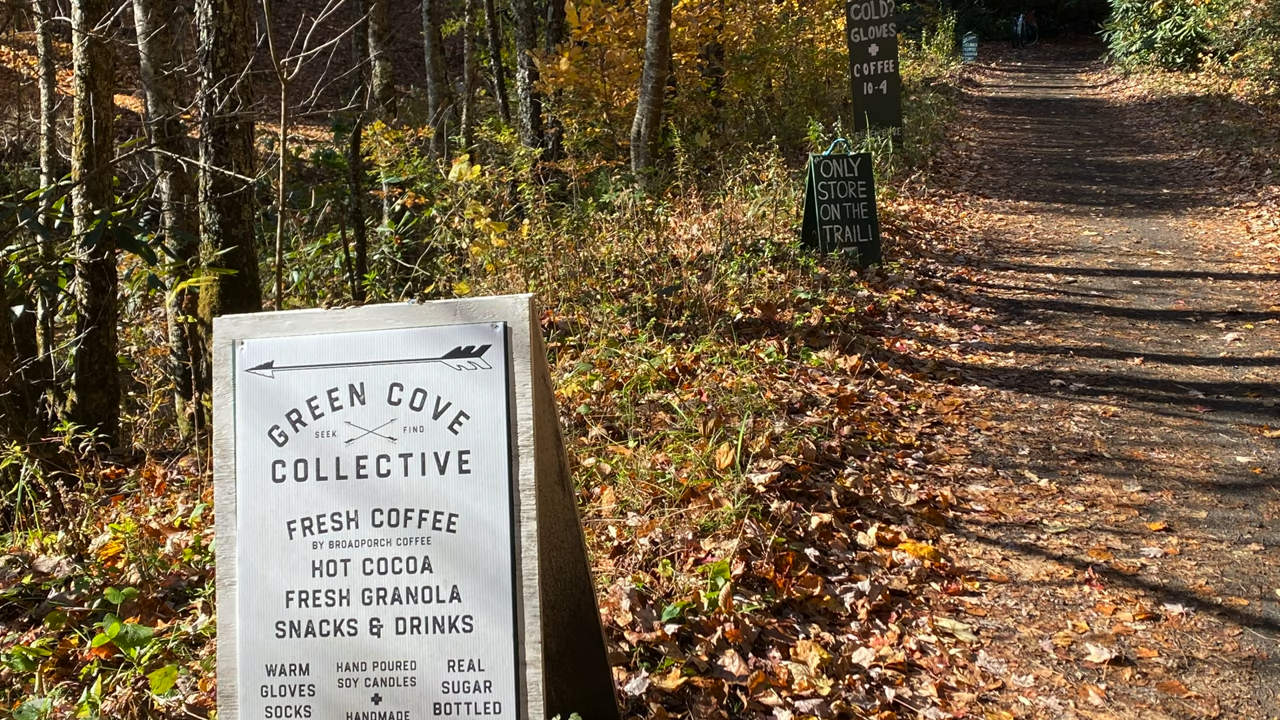 GREEN COVE
SEEK FIND
COLLECTIVE
FRESH COFFEE
BY BROADPORCH COFFEE
HOT COCOA
FRESH GRANOLA
SNACKS & DRINKS
WARM
GLOVES
SOCKS
HAND POURED
SOY CANDLES
+
HANDMADE
REAL
SUGAR
BOTTLED
ONLY
STORE
ON THE
TRAIL!
COLD?
GLOVES
+
COFFEE
10-4